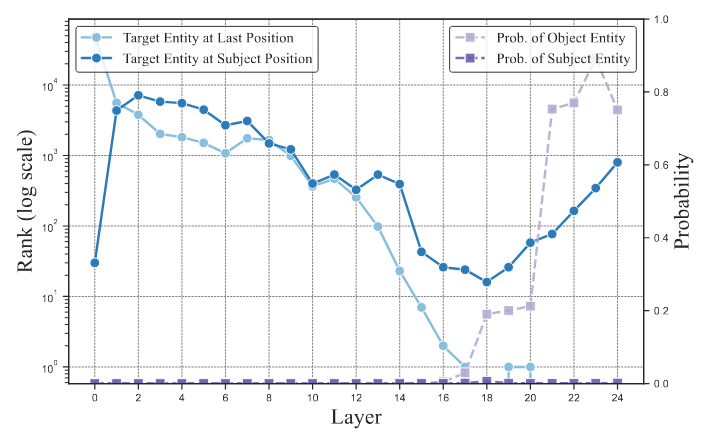 Target Entity at Last Position
Target Entity at Subject Position
Prob. of Object Entity
Prob. of Subject Entity
Rank (log scale)
10^4
10^3
10^2
10^1
10^0
1.0
0.8
0.6
0.4
0.2
0.0
Probability
0 2 4 6 8 10 12 14 16 18 20 22 24
Layer